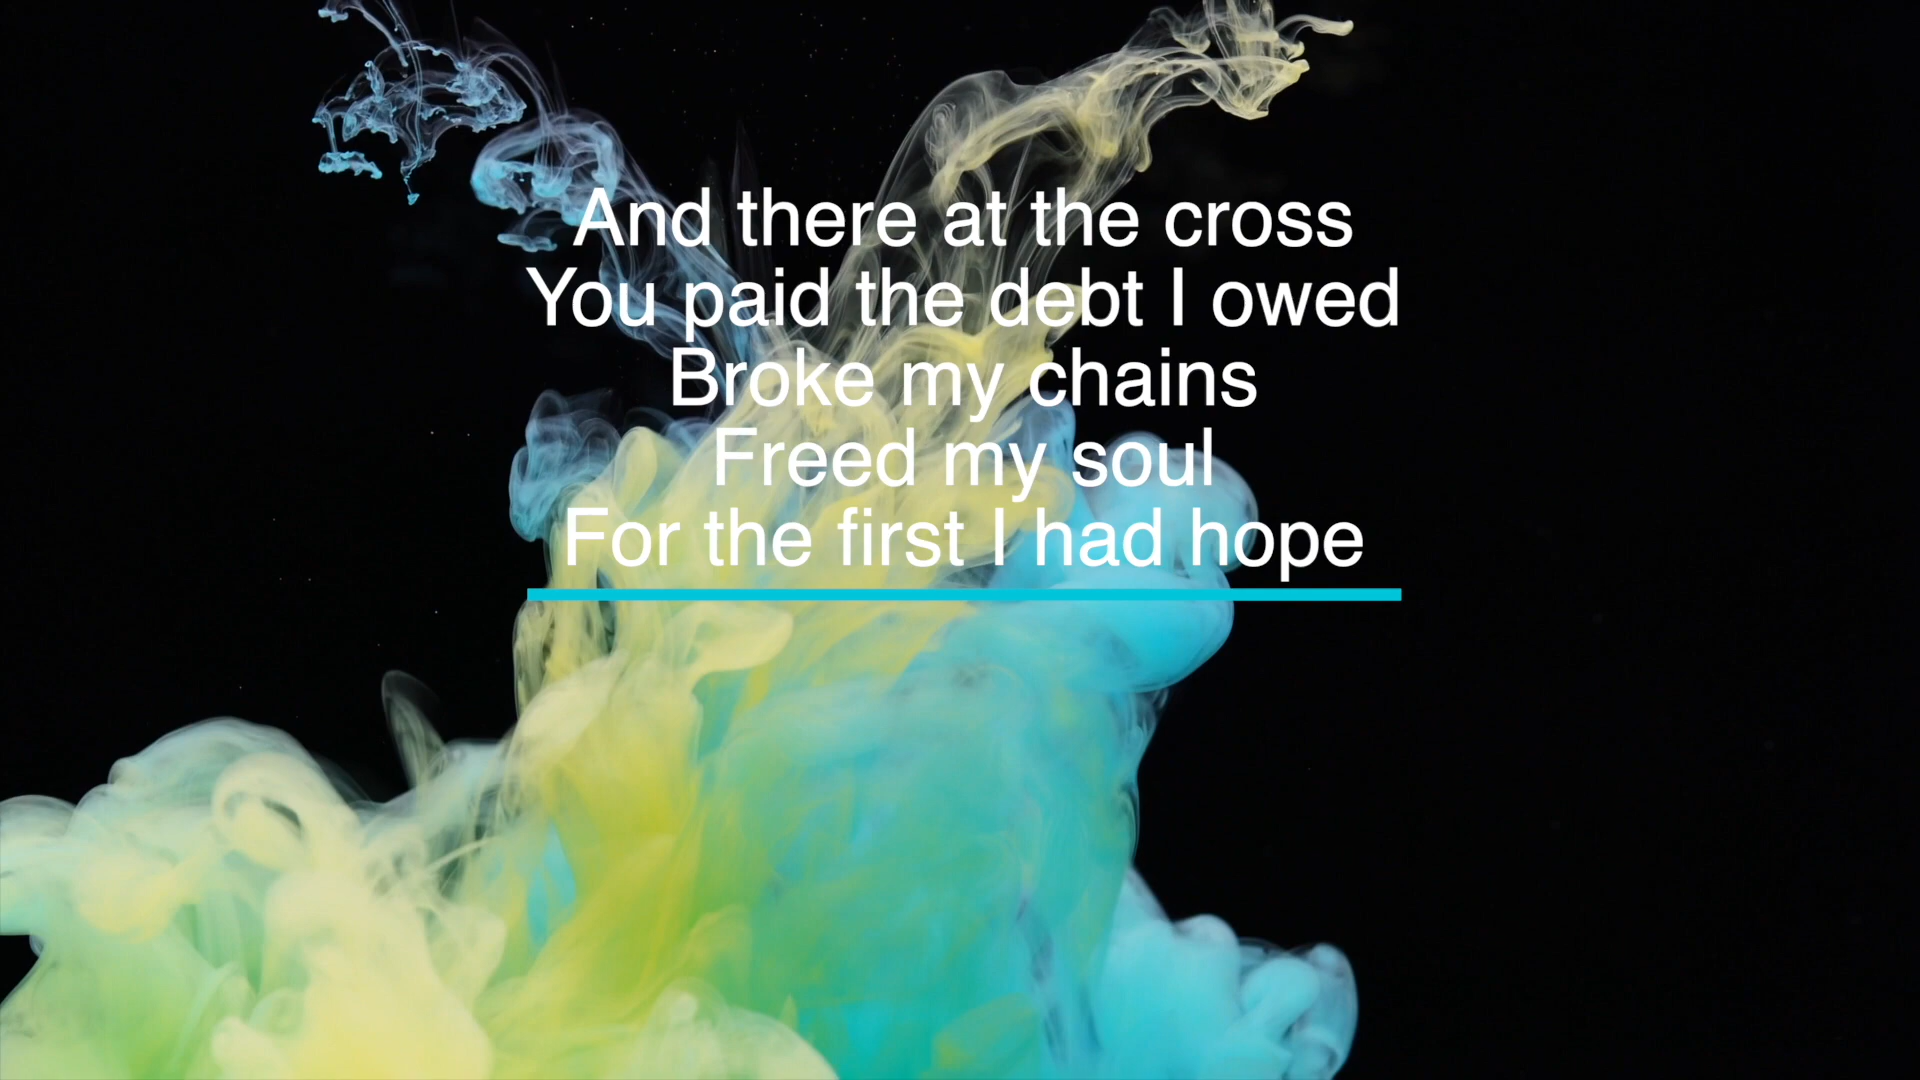 And there at the cross
You paid the debt I owed
Broke my chains
Freed my soul
For the first I had hope